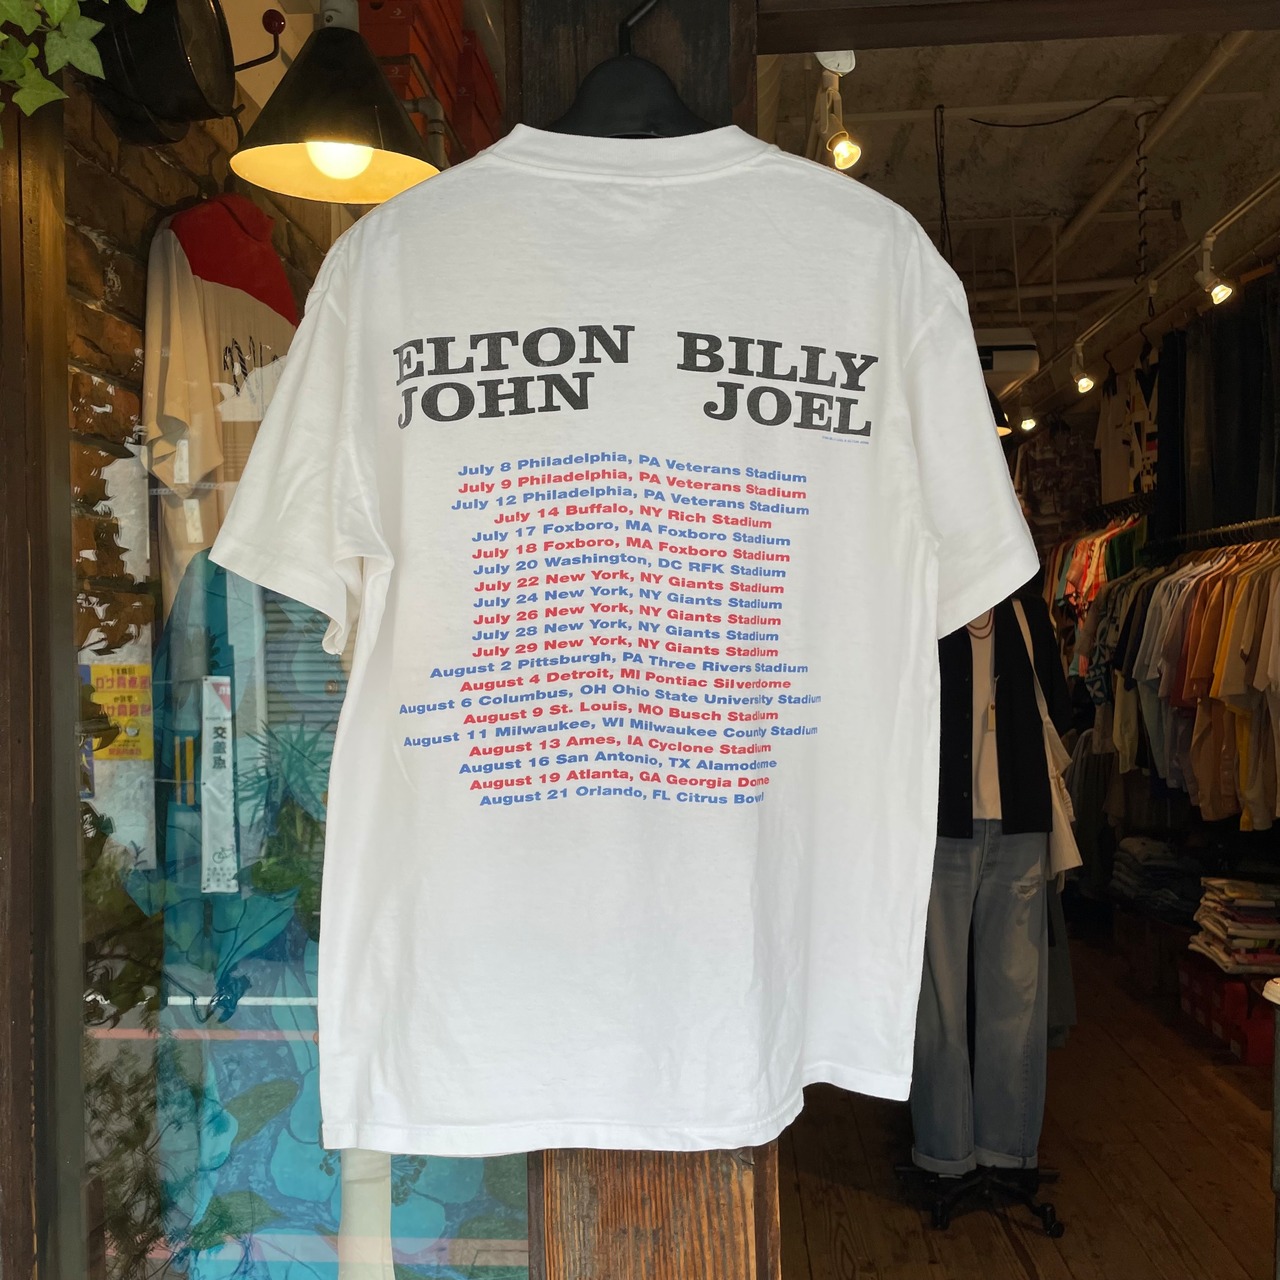 ELTON
JOHN
BILLY
JOEL
July 8 Philadelphia, PA Veterans Stadium
July 9 Philadelphia, PA Veterans Stadium
July 12 Philadelphia, PA Veterans Stadium
July 14 Buffalo, NY Rich Stadium
July 17 Foxboro, MA Foxboro Stadium
July 18 Foxboro, MA Foxboro Stadium
July 20 Washington, DC RFK Stadium
July 22 New York, NY Giants Stadium
July 24 New York, NY Giants Stadium
July 26 New York, NY Giants Stadium
July 28 New York, NY Giants Stadium
July 29 New York, NY Giants Stadium
August 2 Pittsburgh, PA Three Rivers Stadium
August 4 Detroit, MI Pontiac Silverdome
August 6 Columbus, OH Ohio State University Stadium
August 9 St. Louis, MO Busch Stadium
August 11 Milwaukee, WI Milwaukee County Stadium
August 13 Ames, IA Cyclone Stadium
August 16 San Antonio, TX Alamodome
August 19 Atlanta, GA Georgia Dome
August 21 Orlando, FL Citrus Bowl